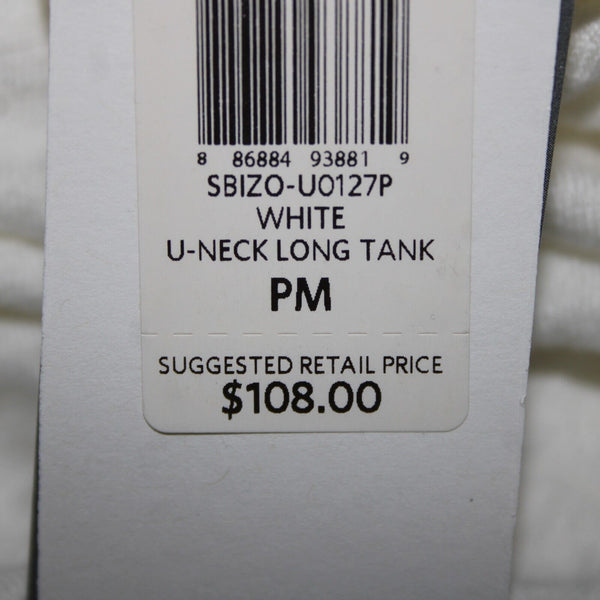 8 86884 93881 9
SBIZO-U0127P
WHITE
U-NECK LONG TANK
PM
SUGGESTED RETAIL PRICE
$108.00